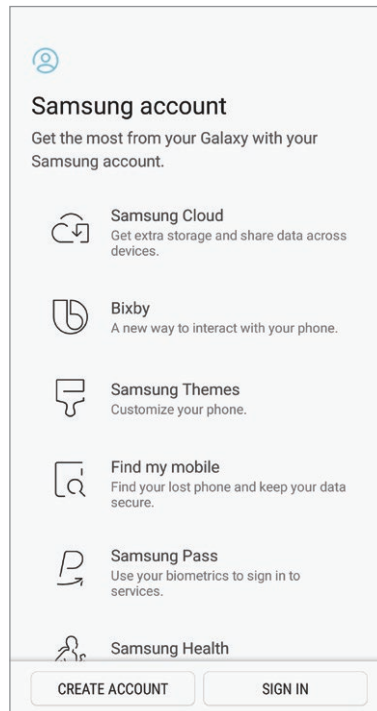 Samsung account
Get the most from your Galaxy with your
Samsung account.
Samsung Cloud
Get extra storage and share data across
devices.
Bixby
A new way to interact with your phone.
Samsung Themes
Customize your phone.
Find my mobile
Find your lost phone and keep your data
secure.
Samsung Pass
Use your biometrics to sign in to
services.
Samsung Health
CREATE ACCOUNT
SIGN IN